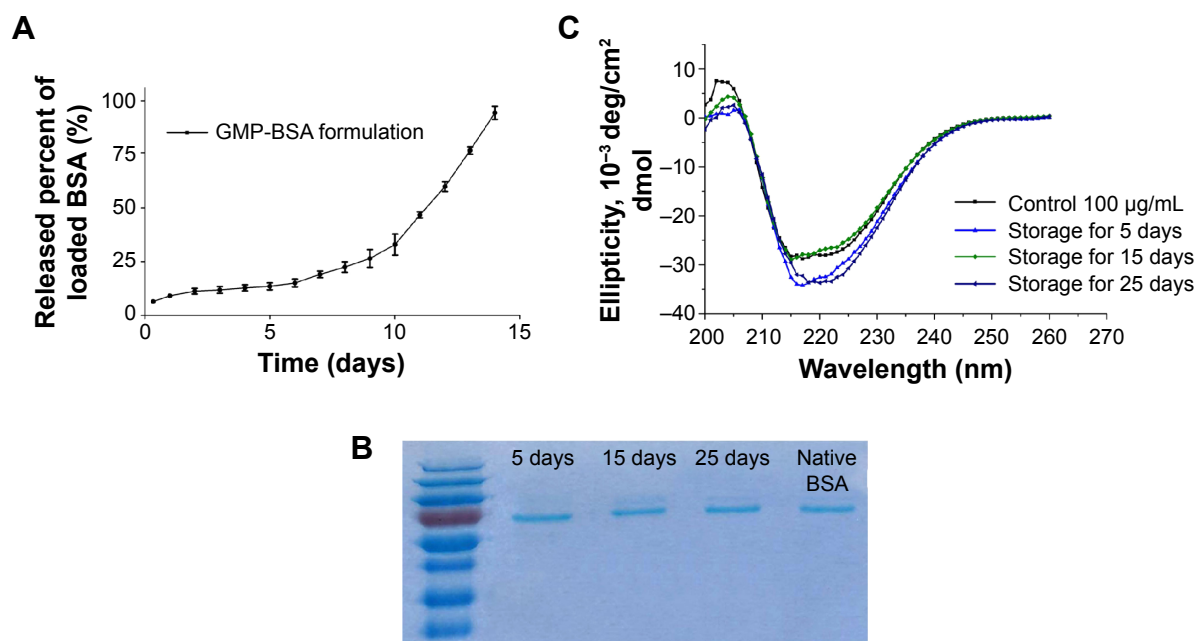 A
Released percent of
loaded BSA (%)
100
75
50
25
0
GMP-BSA formulation
0
5
10
15
Time (days)
C
Ellipticity, 10⁻³ deg/cm²
dmol
10
5
0
–10
–20
–30
–40
Control 100 µg/mL
Storage for 5 days
Storage for 15 days
Storage for 25 days
200
210
220
230
240
250
260
270
Wavelength (nm)
B
5 days
15 days
25 days
Native
BSA